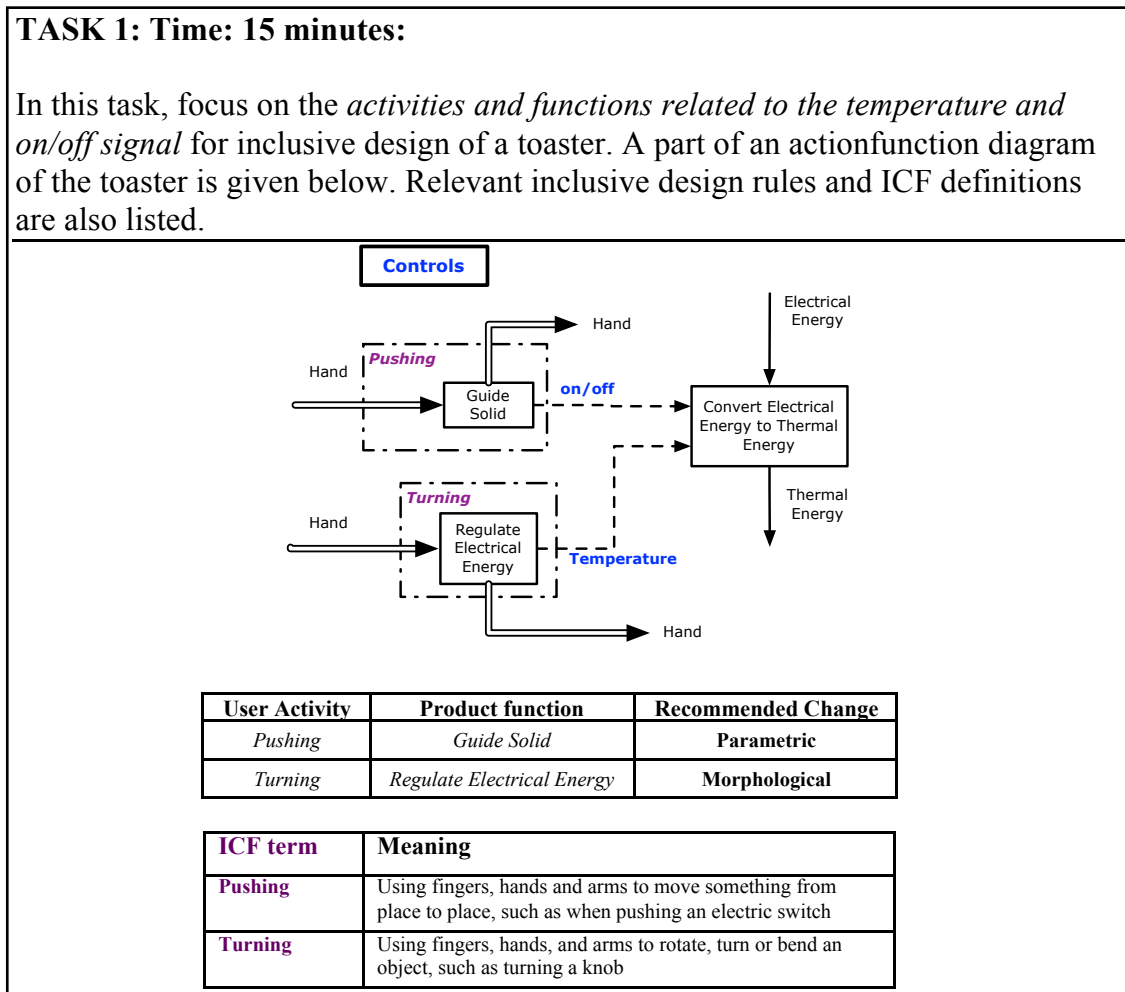 TASK 1: Time: 15 minutes:
In this task, focus on the activities and functions related to the temperature and
on/off signal for inclusive design of a toaster. A part of an actionfunction diagram
of the toaster is given below. Relevant inclusive design rules and ICF definitions
are also listed.
Controls
Electrical
Energy
Hand
Pushing
Hand
Guide
Solid
on/off
Convert Electrical
Energy to Thermal
Energy
Turning
Hand
Regulate
Electrical
Energy
Temperature
Thermal
Energy
Hand
User Activity Product function Recommended Change
Pushing Guide Solid Parametric
Turning Regulate Electrical Energy Morphological
ICF term Meaning
Pushing Using fingers, hands and arms to move something from
place to place, such as when pushing an electric switch
Turning Using fingers, hands, and arms to rotate, turn or bend an
object, such as turning a knob